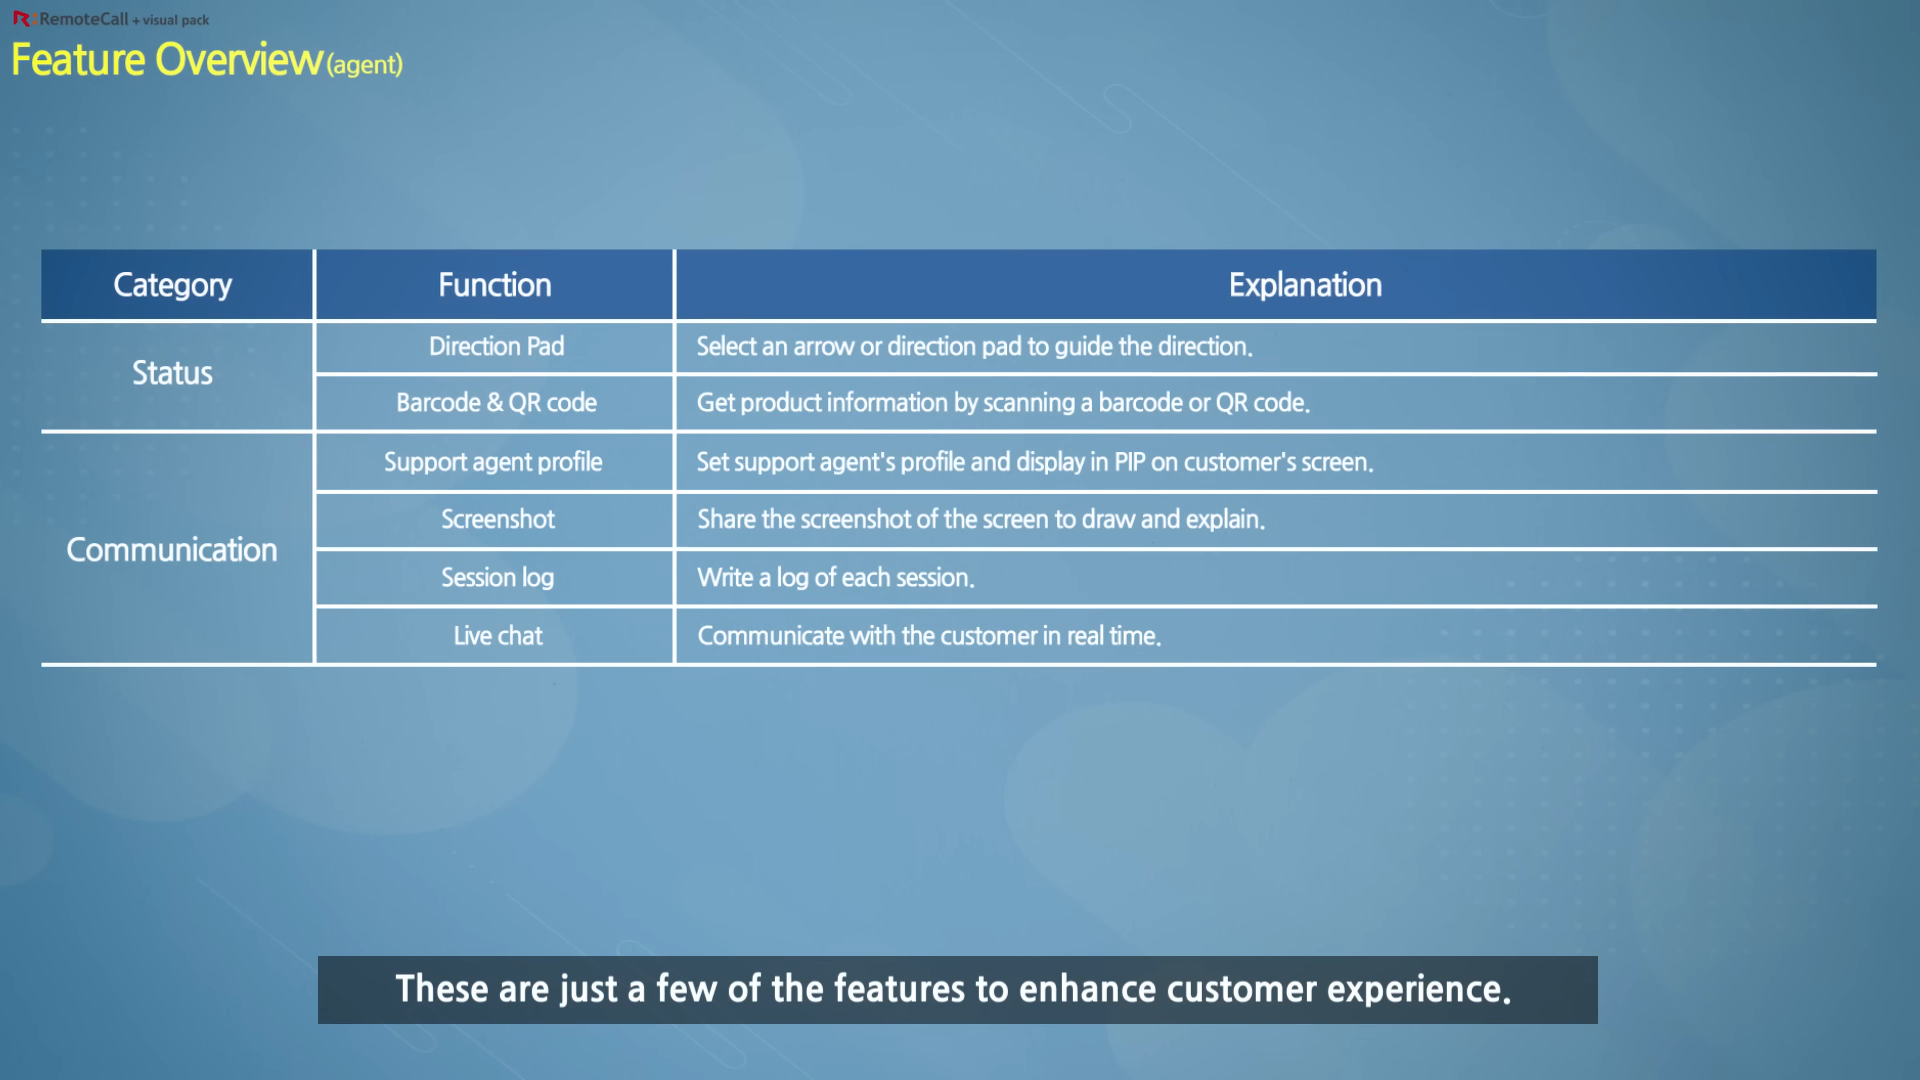 RemoteCall + visual pack
Feature Overview (agent)
Category Function Explanation
Status
Direction Pad Select an arrow or direction pad to guide the direction.
Barcode & QR code Get product information by scanning a barcode or QR code.
Communication
Support agent profile Set support agent's profile and display in PIP on customer's screen.
Screenshot Share the screenshot of the screen to draw and explain.
Session log Write a log of each session.
Live chat Communicate with the customer in real time.
These are just a few of the features to enhance customer experience.